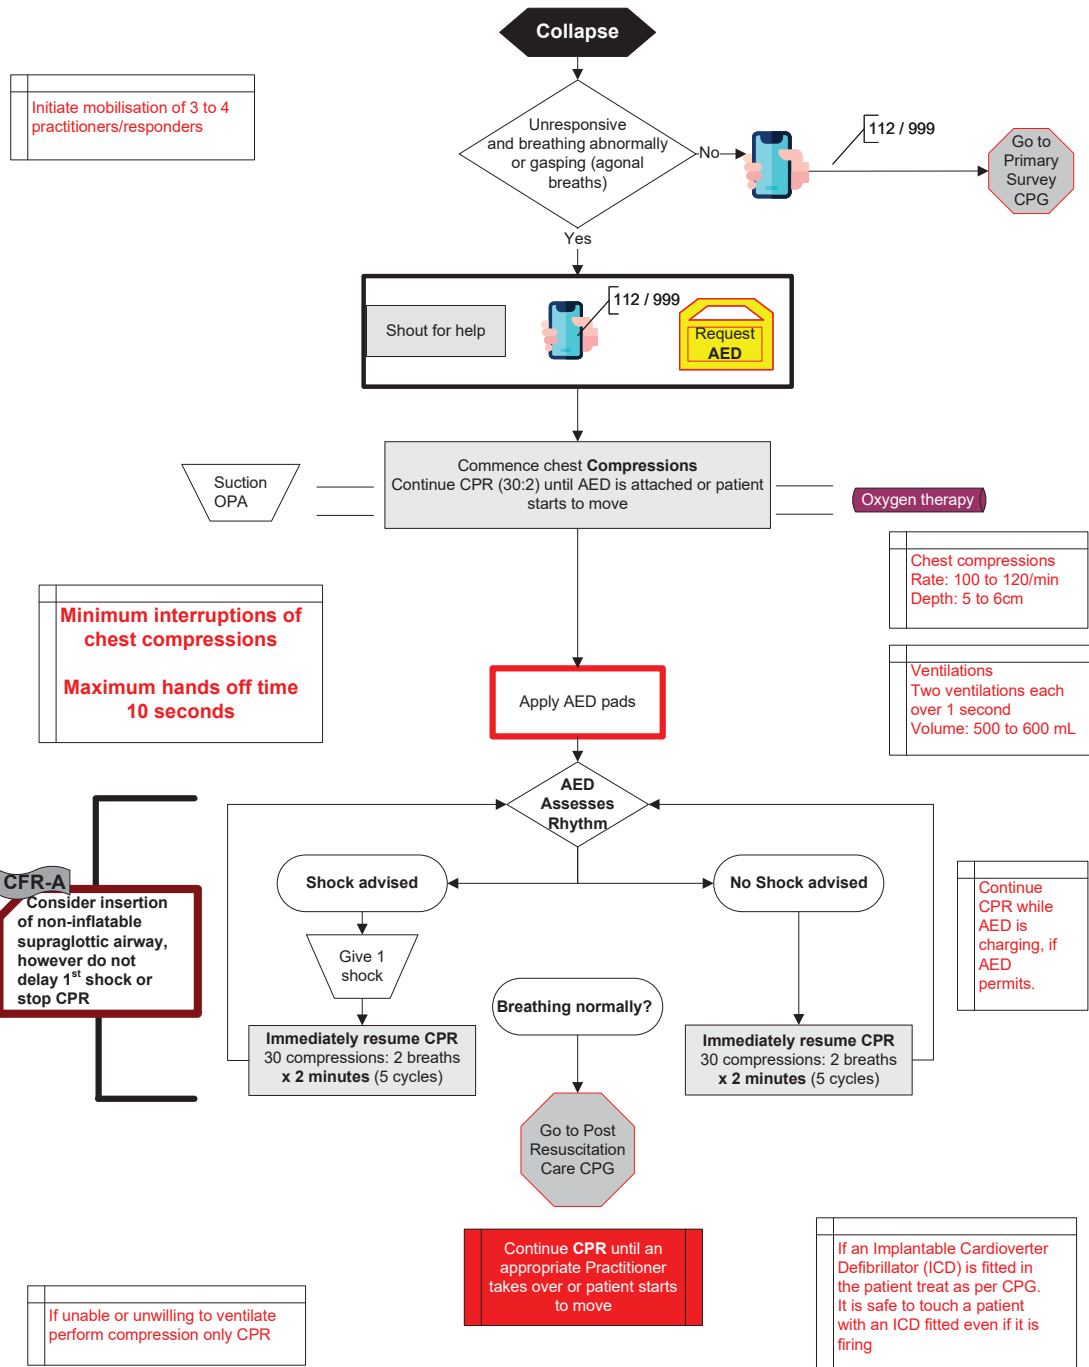 Collapse
Initiate mobilisation of 3 to 4
practitioners/responders
Unresponsive
and breathing abnormally
or gasping (agonal
breaths)
No
112 / 999
Go to
Primary
Survey
CPG
Yes
Shout for help
112 / 999
Request
AED
Commence chest Compressions
Continue CPR (30:2) until AED is attached or patient
starts to move
Suction
OPA
Oxygen therapy
Chest compressions
Rate: 100 to 120/min
Depth: 5 to 6cm
Minimum interruptions of
chest compressions
Maximum hands off time
10 seconds
Ventilations
Two ventilations each
over 1 second
Volume: 500 to 600 mL
Apply AED pads
AED
Assesses
Rhythm
CFR-A
Consider insertion
of non-inflatable
supraglottic airway,
however do not
delay 1st shock or
stop CPR
Shock advised
No Shock advised
Give 1
shock
Continue
CPR while
AED is
charging, if
AED
permits.
Breathing normally?
Immediately resume CPR
30 compressions: 2 breaths
x 2 minutes (5 cycles)
Immediately resume CPR
30 compressions: 2 breaths
x 2 minutes (5 cycles)
Go to Post
Resuscitation
Care CPG
Continue CPR until an
appropriate Practitioner
takes over or patient starts
to move
If an Implantable Cardioverter
Defibrillator (ICD) is fitted in
the patient treat as per CPG.
It is safe to touch a patient
with an ICD fitted even if it is
firing
If unable or unwilling to ventilate
perform compression only CPR